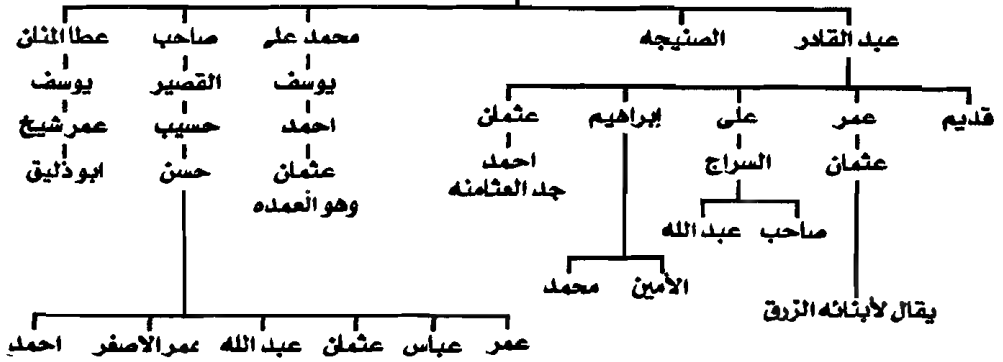 عبد القادر الصنيجه محمد على صاحب عطا المنان
يوسف القصير يوسف
قديم عمر على إبراهيم عثمان
احمد حسيب عمر شيخ
عثمان السراج احمد
جد العثامنه
عثمان حسن ابو ذليق
وهو العمده
صاحب عبد الله
الأمين محمد
يقال لأبنائه الزرق
عمر عباس عثمان عبد الله عمر الاصفر احمد